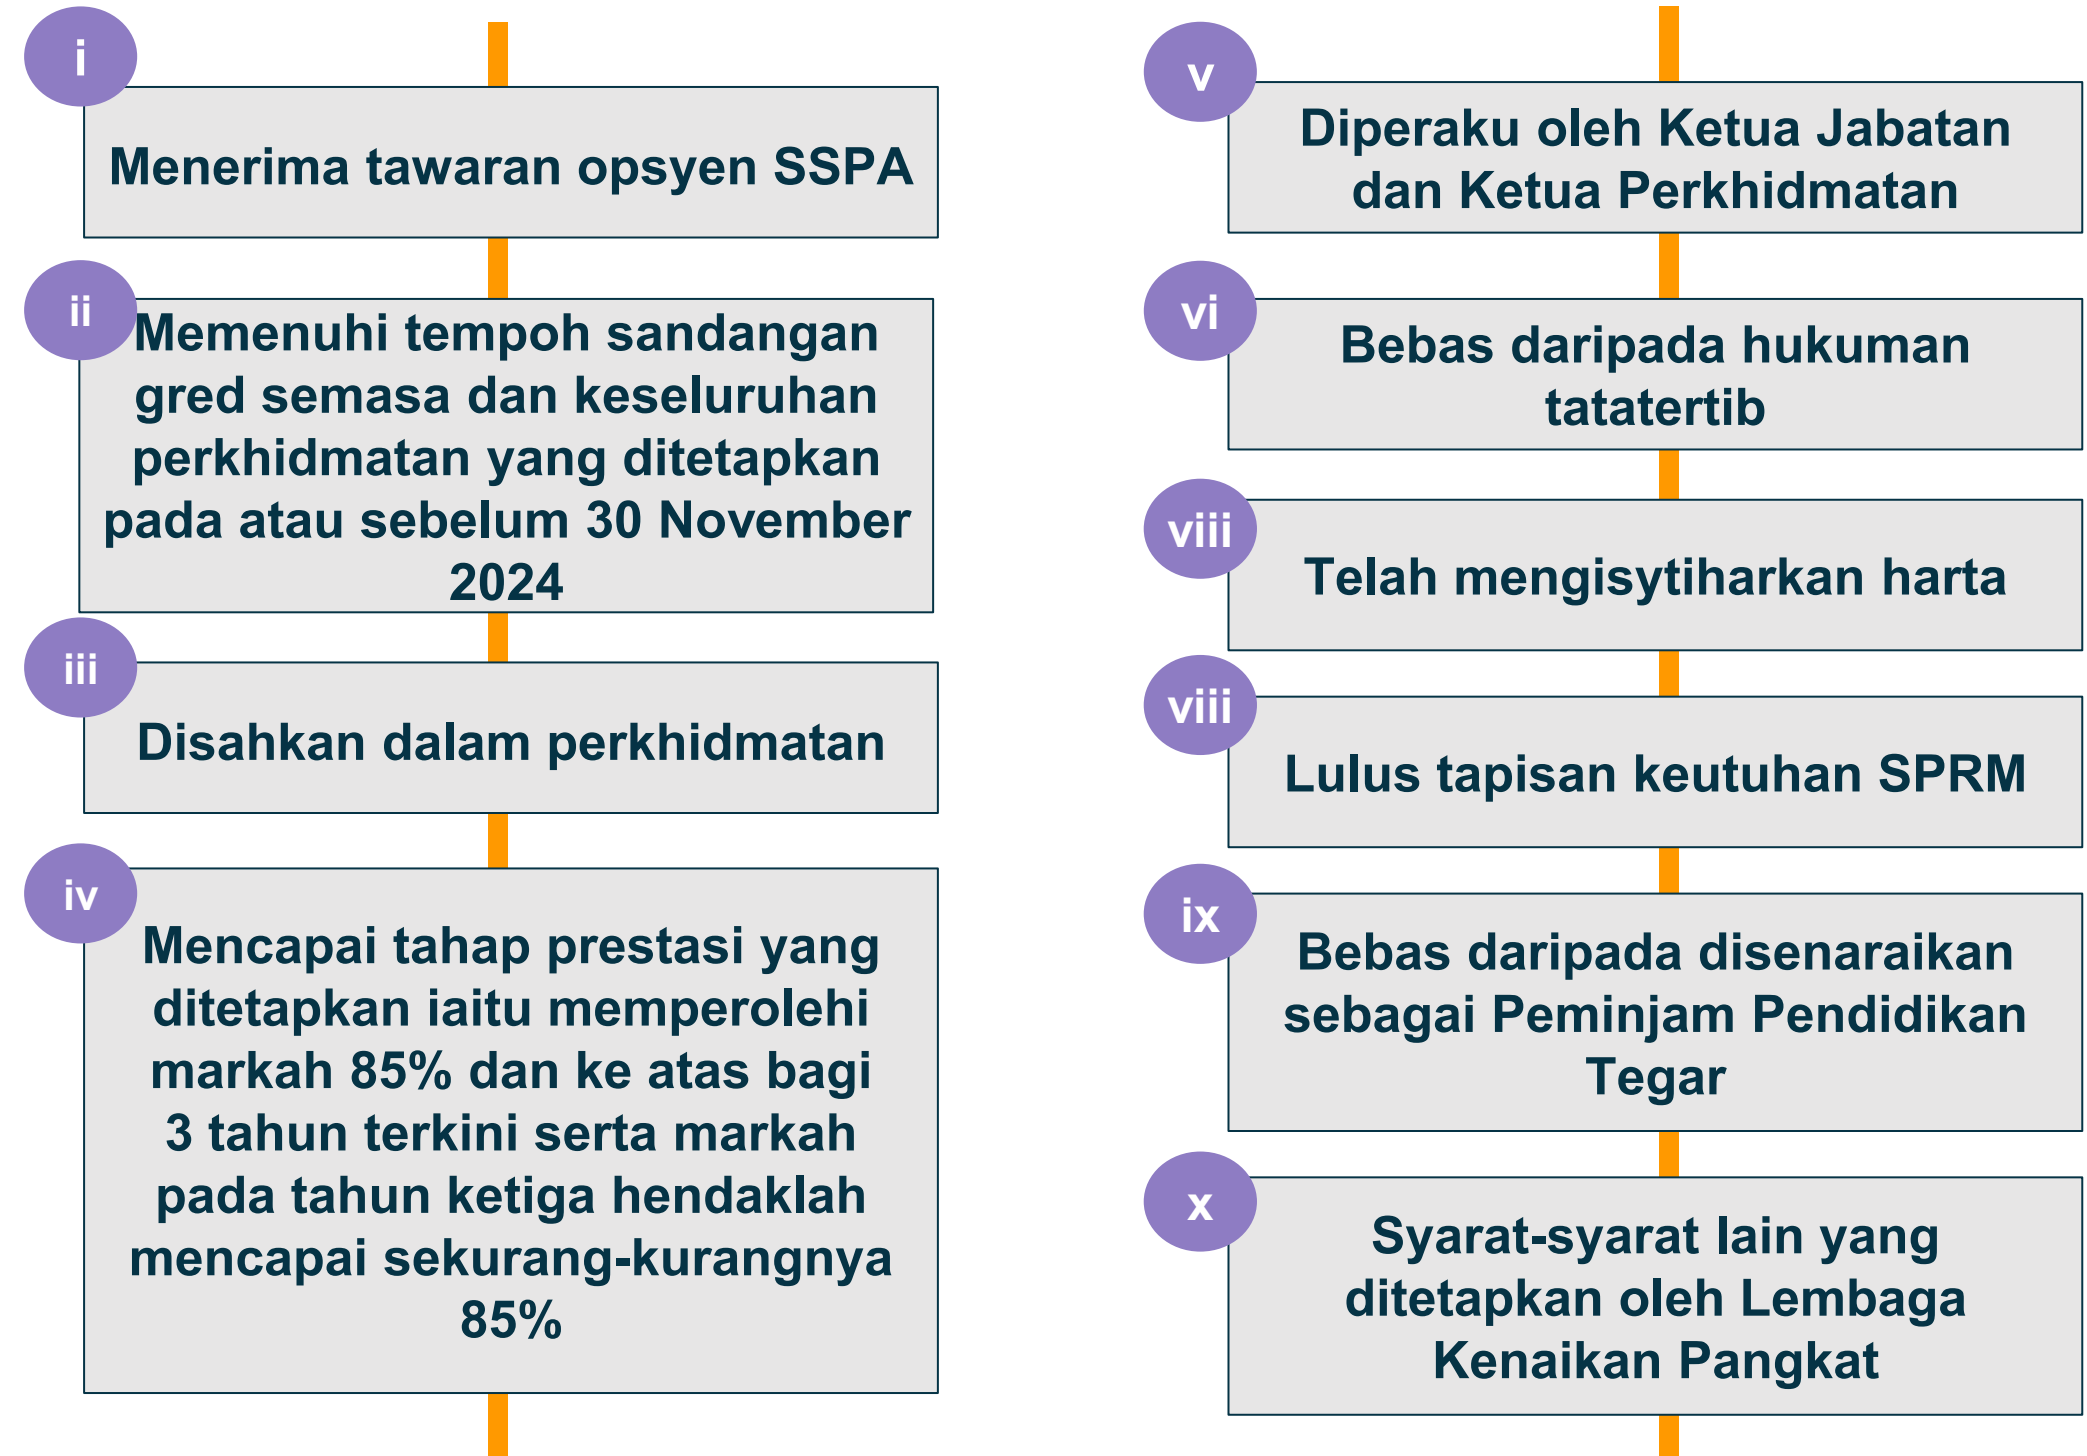 i
Menerima tawaran opsyen SSPA
ii
Memenuhi tempoh sandangan
gred semasa dan keseluruhan
perkhidmatan yang ditetapkan
pada atau sebelum 30 November
2024
iii
Disahkan dalam perkhidmatan
iv
Mencapai tahap prestasi yang
ditetapkan iaitu memperolehi
markah 85% dan ke atas bagi
3 tahun terkini serta markah
pada tahun ketiga hendaklah
mencapai sekurang-kurangnya
85%
v
Diperaku oleh Ketua Jabatan
dan Ketua Perkhidmatan
vi
Bebas daripada hukuman
tatatertib
viii
Telah mengisytiharkan harta
viii
Lulus tapisan keutuhan SPRM
ix
Bebas daripada disenaraikan
sebagai Peminjam Pendidikan
Tegar
x
Syarat-syarat lain yang
ditetapkan oleh Lembaga
Kenaikan Pangkat